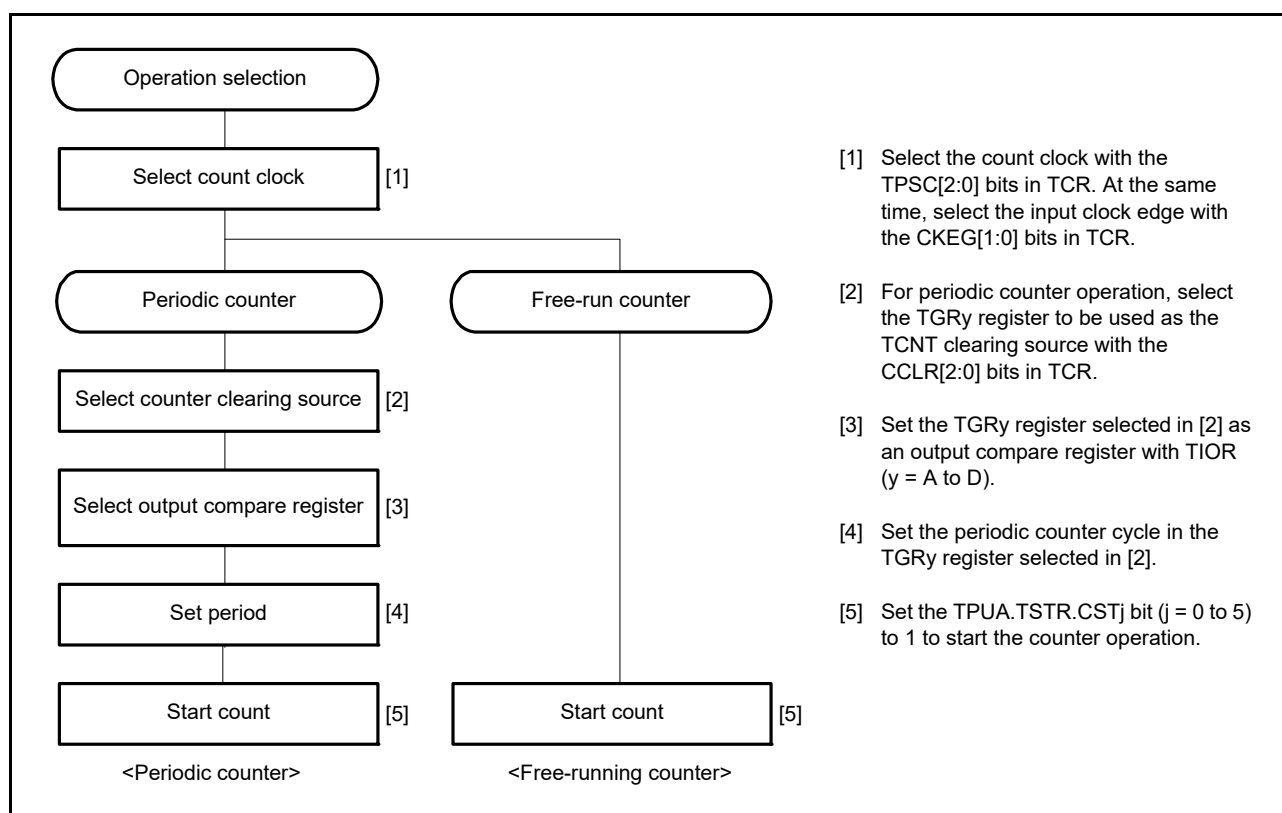 Operation selection
Select count clock [1]
Periodic counter
Free-run counter
Select counter clearing source [2]
Select output compare register [3]
Set period [4]
Start count [5]
Start count [5]
<Periodic counter>
<Free-running counter>
[1] Select the count clock with the
TPSC[2:0] bits in TCR. At the same
time, select the input clock edge with
the CKEG[1:0] bits in TCR.
[2] For periodic counter operation, select
the TGRy register to be used as the
TCNT clearing source with the
CCLR[2:0] bits in TCR.
[3] Set the TGRy register selected in [2] as
an output compare register with TIOR
(y = A to D).
[4] Set the periodic counter cycle in the
TGRy register selected in [2].
[5] Set the TPUA.TSTR.CSTj bit (j = 0 to 5)
to 1 to start the counter operation.